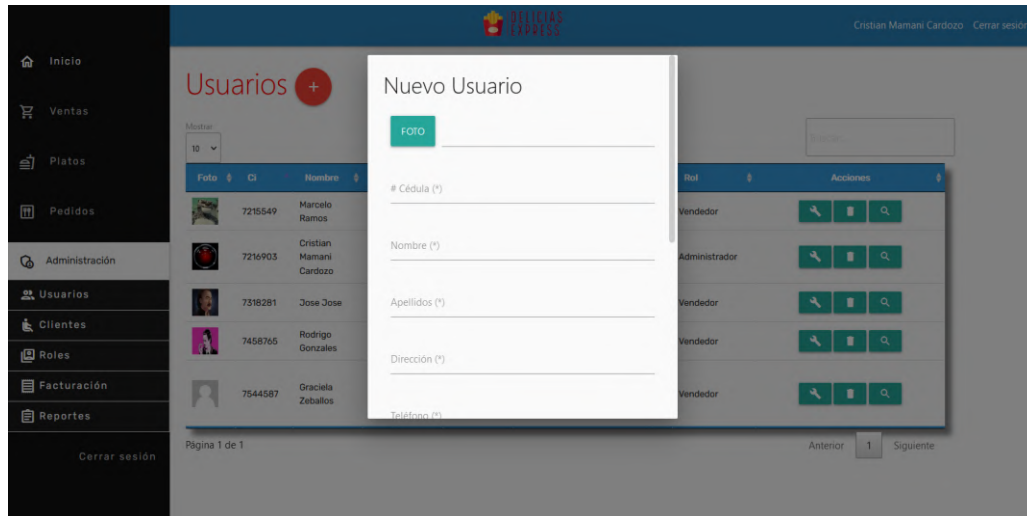 DELICIAS
EXPRESS
Cristian Mamani Cardozo Cerrar sesión
Inicio
Ventas
Platos
Pedidos
Administración
Usuarios
Clientes
Roles
Facturación
Reportes
Cerrar sesión
Usuarios +
Mostrar
10
Buscar...
Foto Ci Nombre Rol Acciones
7215549 Marcelo
Ramos Vendedor
Cristian
7216903 Mamani Administrador
Cardozo
7318281 Jose Jose Vendedor
7458765 Rodrigo
Gonzales Vendedor
7544587 Graciela
Zeballos Vendedor
Página 1 de 1
Anterior 1 Siguiente
Nuevo Usuario
FOTO
# Cédula (*)
Nombre (*)
Apellidos (*)
Dirección (*)
Teléfono (*)